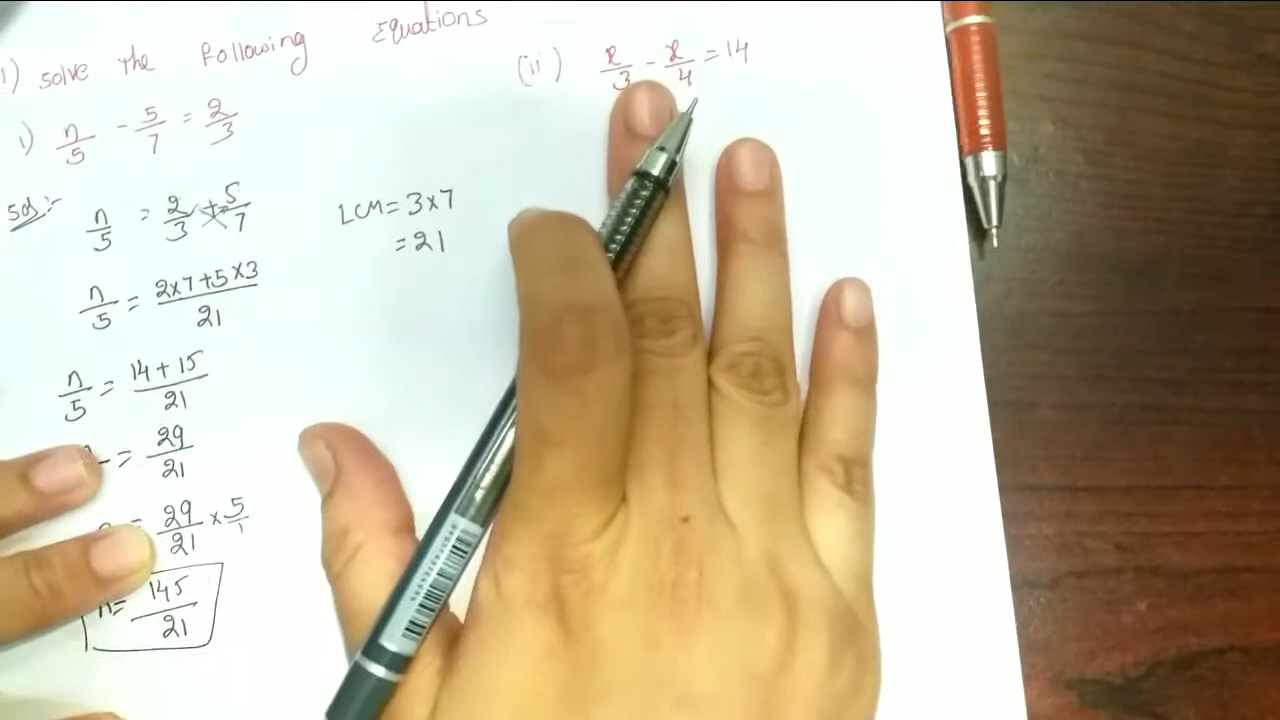 1) solve the following Equations
i) n/5 - 5/7 = 2/3
Sol:- n/5 = 2/3 + 5/7
n/5 = 2×7+5×3/21
n/5 = 14+15/21
= 29/21
= 29/21 × 5/1
n= 145/21
LCM = 3×7
= 21
(ii) x/3 - x/4 = 14